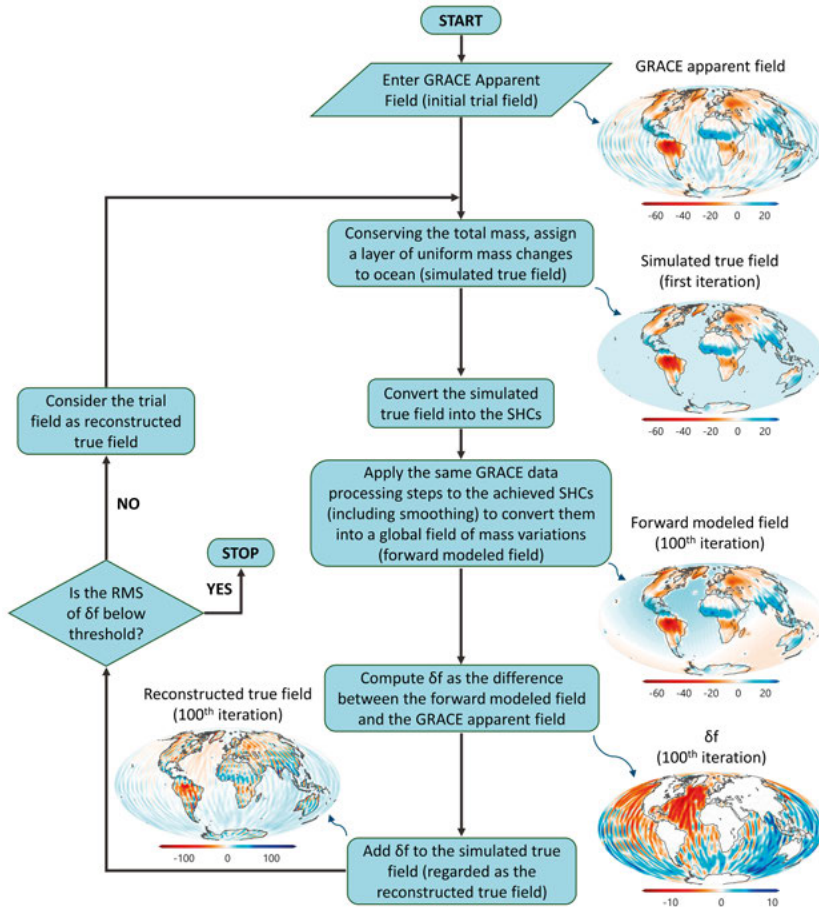 START
Enter GRACE Apparent
Field (initial trial field)
GRACE apparent field
-60 -40 -20 0 20
Conserving the total mass, assign
a layer of uniform mass changes
to ocean (simulated true field)
Simulated true field
(first iteration)
-60 -40 -20 0 20
Consider the trial
field as reconstructed
true field
Convert the simulated
true field into the SHCs
Apply the same GRACE data
processing steps to the achieved SHCs
(including smoothing) to convert them
into a global field of mass variations
(forward modeled field)
Forward modeled field
(100th iteration)
-60 -40 -20 0 20
NO
STOP
YES
Is the RMS
of δf below
threshold?
Compute δf as the difference
between the forward modeled field
and the GRACE apparent field
Reconstructed true field
(100th iteration)
-100 0 100
δf
(100th iteration)
-10 0 10
Add δf to the simulated true
field (regarded as the
reconstructed true field)